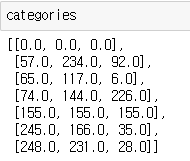 categories
[[0.0, 0.0, 0.0],
[57.0, 234.0, 92.0],
[65.0, 117.0, 6.0],
[74.0, 144.0, 226.0],
[155.0, 155.0, 155.0],
[245.0, 166.0, 35.0],
[248.0, 231.0, 28.0]]